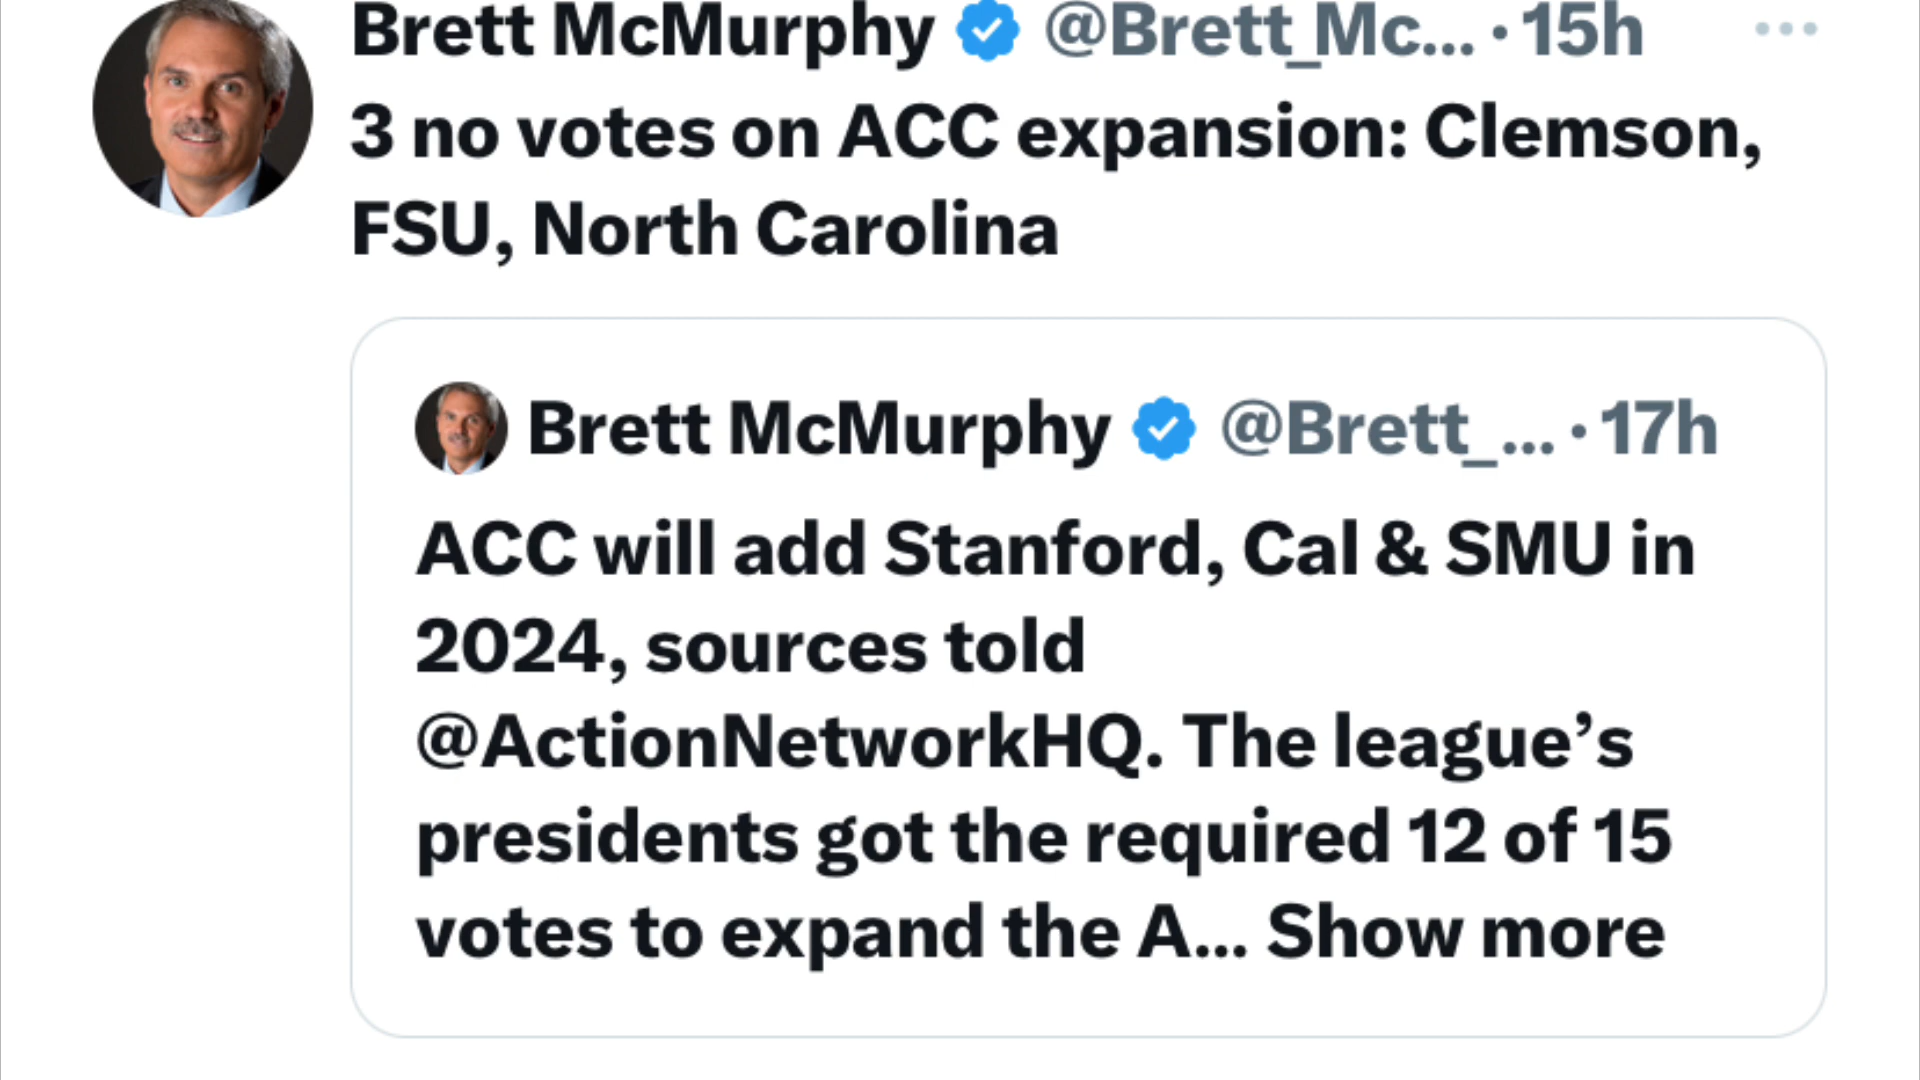 Brett McMurphy @Brett_Mc... · 15h
3 no votes on ACC expansion: Clemson,
FSU, North Carolina
Brett McMurphy @Brett_... · 17h
ACC will add Stanford, Cal & SMU in
2024, sources told
@ActionNetworkHQ. The league’s
presidents got the required 12 of 15
votes to expand the A... Show more